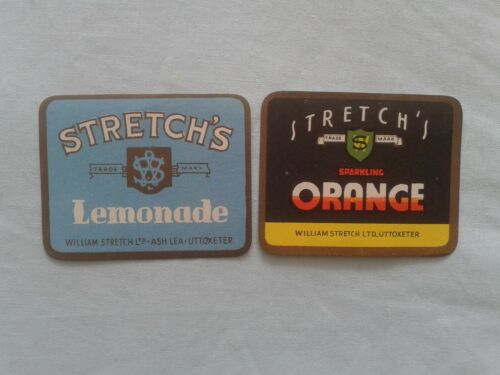 STRETCH'S
TRADE MARK
WS
Lemonade
WILLIAM STRETCH LTD · ASH LEA · UTTOXETER
STRETCH'S
TRADE MARK
S
SPARKLING
ORANGE
WILLIAM STRETCH LTD, UTTOXETER